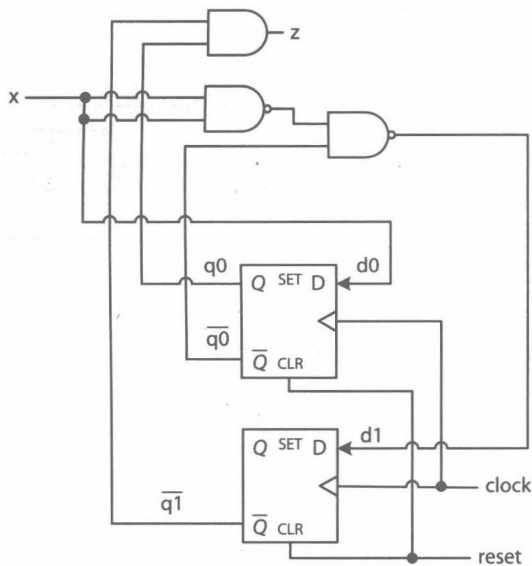 z
x
q0
d0
Q SET D
q0
Q CLR
d1
Q SET D
q1
clock
Q CLR
reset